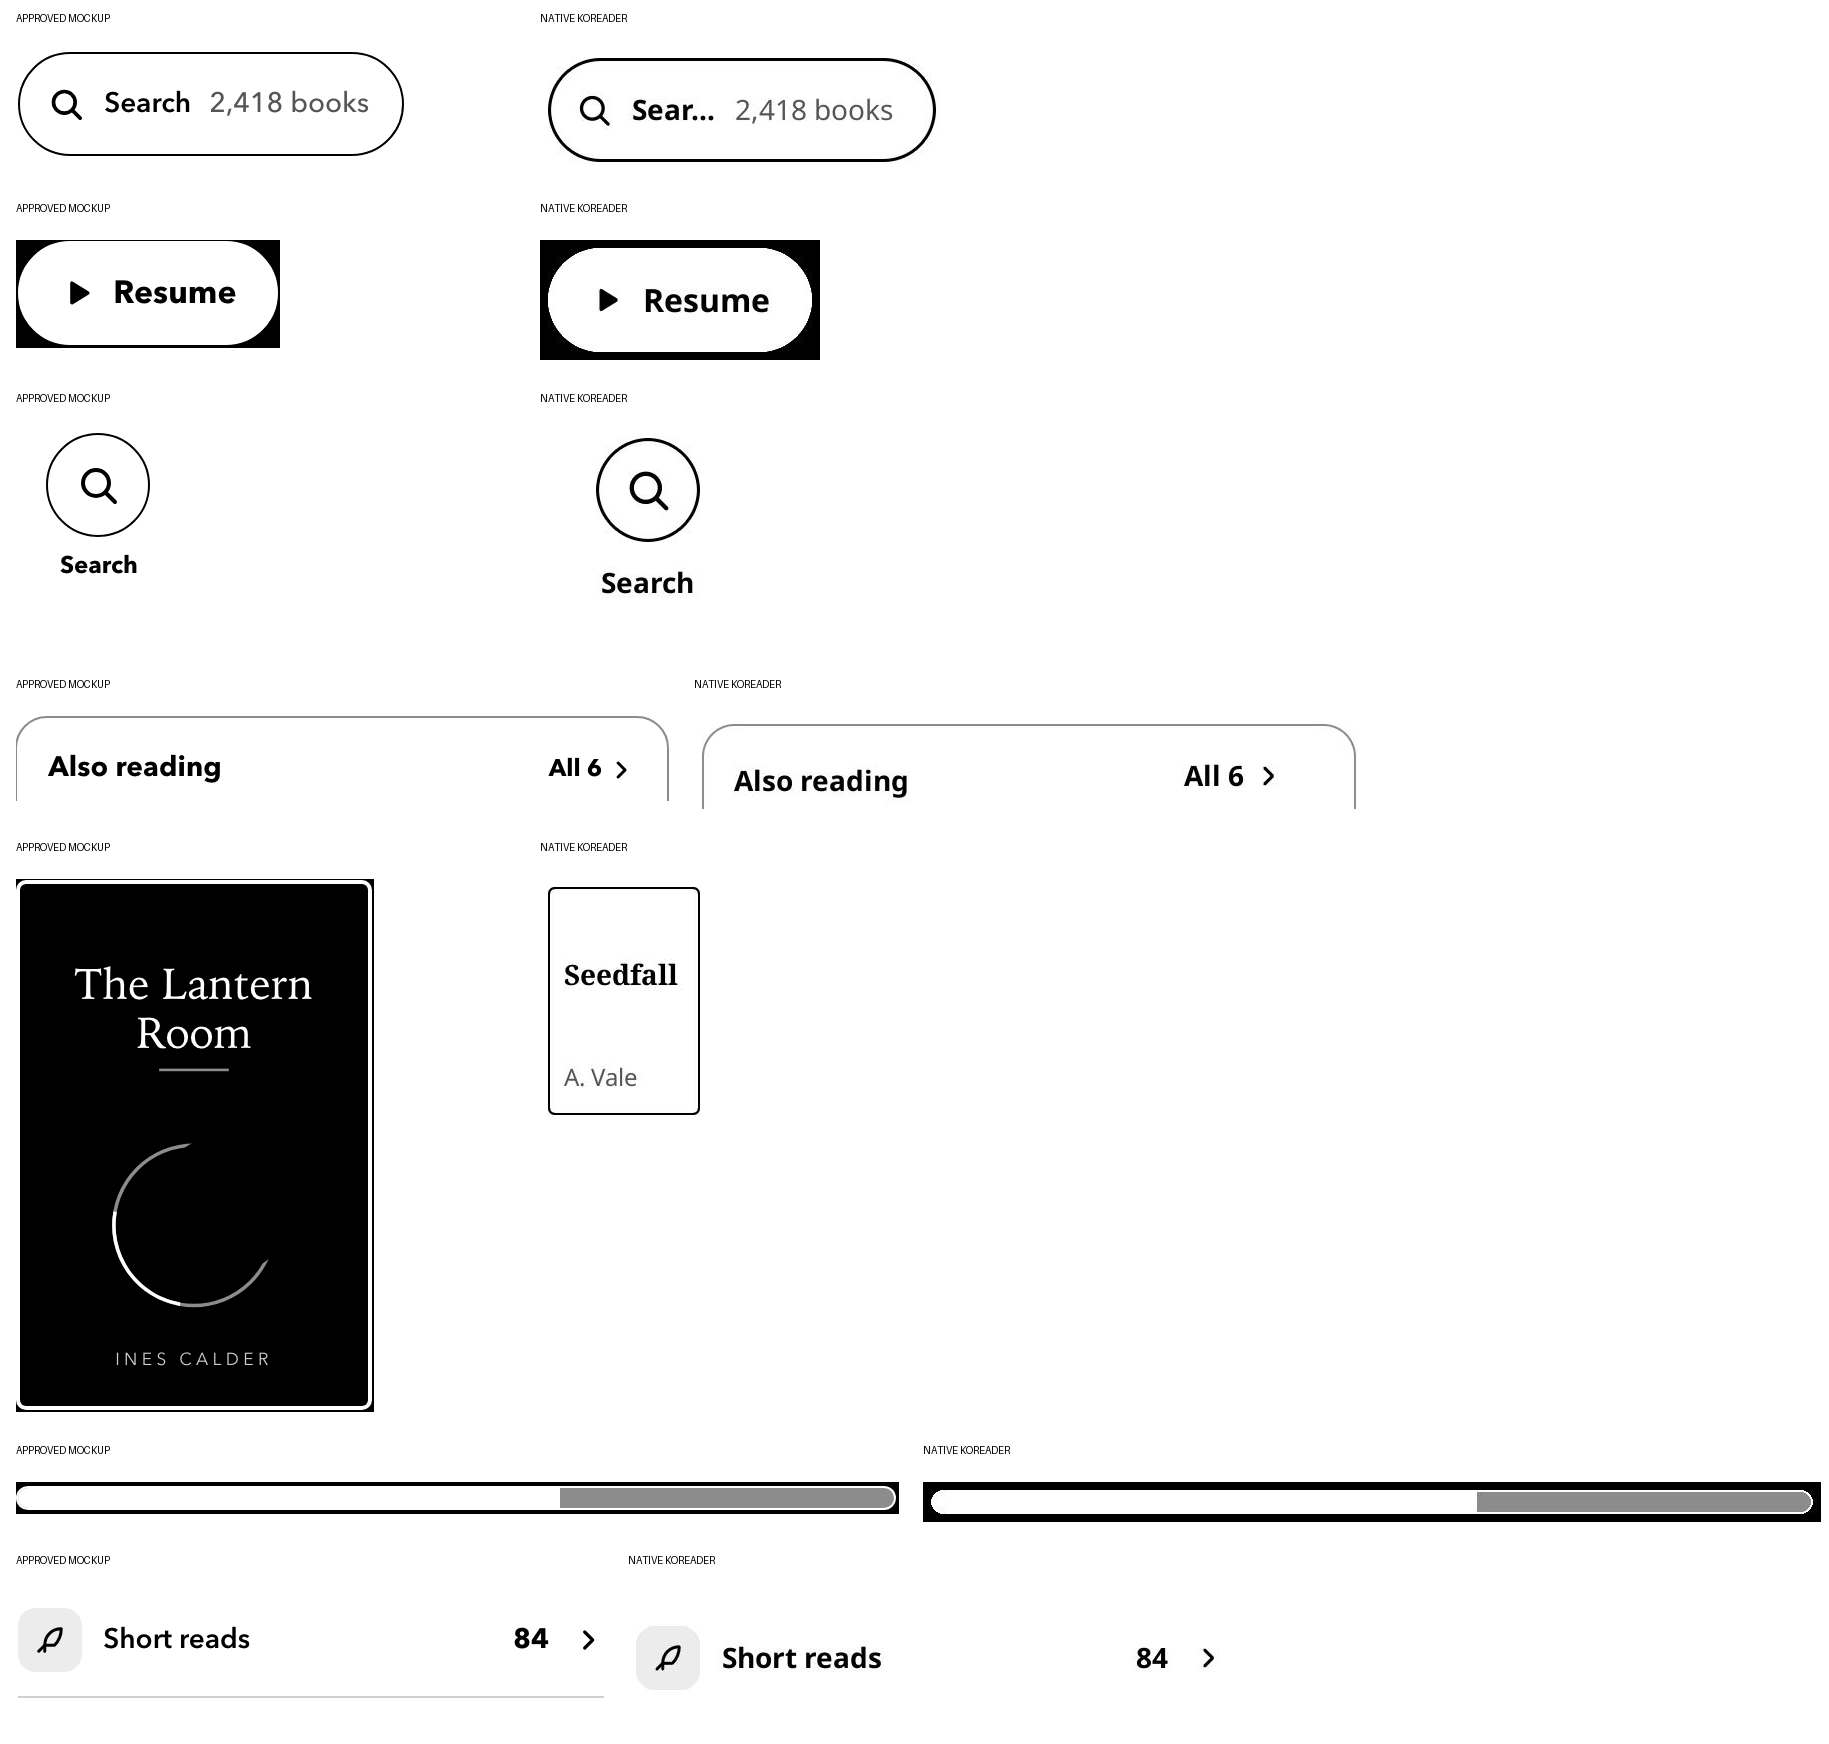 APPROVED MOCKUP NATIVE KOREADER
Search 2,418 books Sear... 2,418 books
APPROVED MOCKUP NATIVE KOREADER
Resume Resume
APPROVED MOCKUP NATIVE KOREADER
Search Search
APPROVED MOCKUP NATIVE KOREADER
Also reading All 6 Also reading All 6
APPROVED MOCKUP NATIVE KOREADER
The Lantern
Room
INES CALDER
Seedfall
A. Vale
APPROVED MOCKUP NATIVE KOREADER
APPROVED MOCKUP NATIVE KOREADER
Short reads 84 Short reads 84